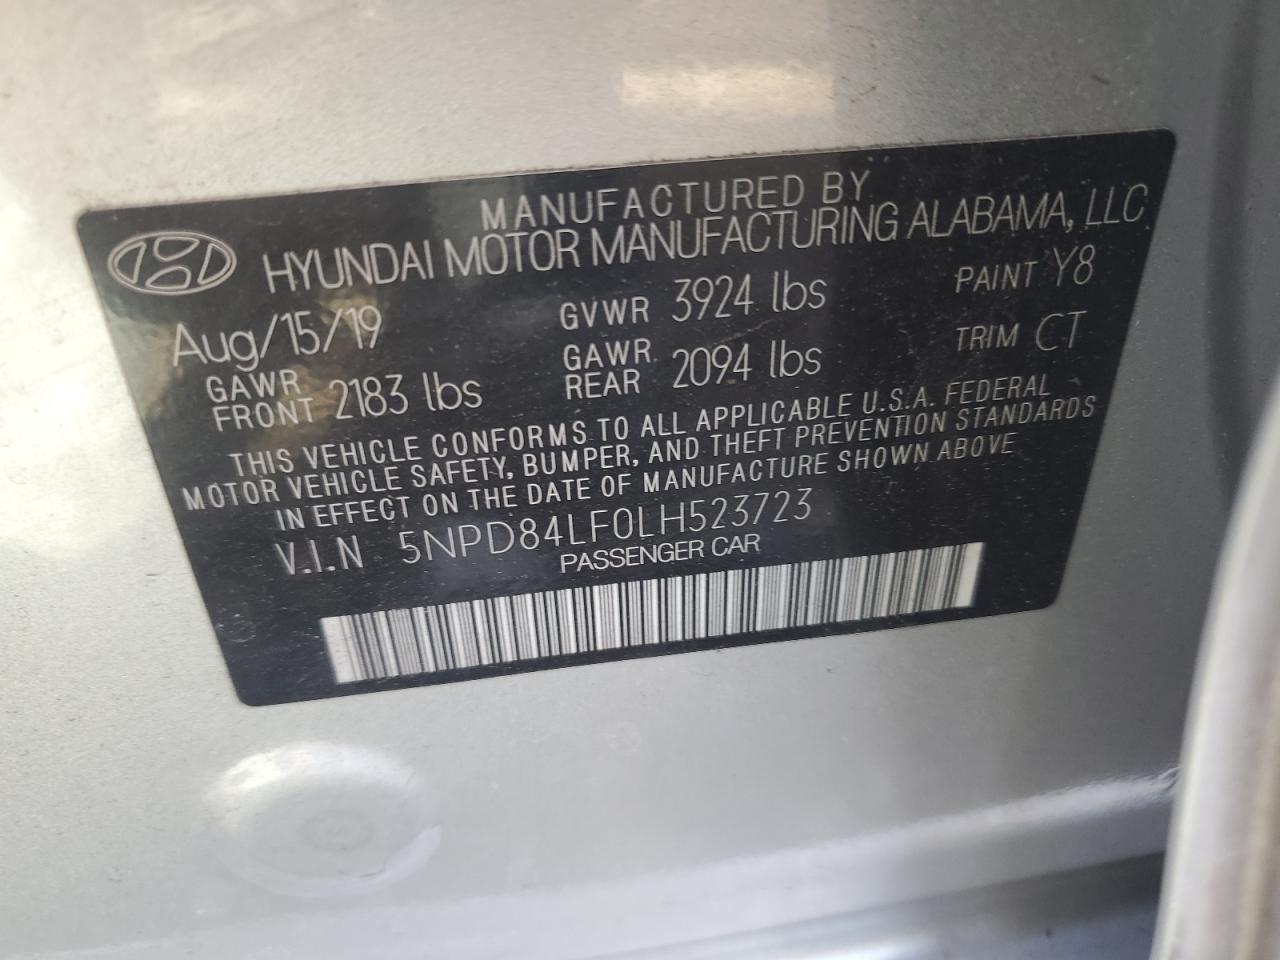 MANUFACTURED BY
HYUNDAI MOTOR MANUFACTURING ALABAMA, LLC
Aug/15/19 GVWR 3924 lbs PAINT Y8
GAWR FRONT 2183 lbs GAWR REAR 2094 lbs TRIM CT
THIS VEHICLE CONFORMS TO ALL APPLICABLE U.S.A. FEDERAL
MOTOR VEHICLE SAFETY, BUMPER, AND THEFT PREVENTION STANDARDS
IN EFFECT ON THE DATE OF MANUFACTURE SHOWN ABOVE
V.I.N 5NPD84LF0LH523723
PASSENGER CAR